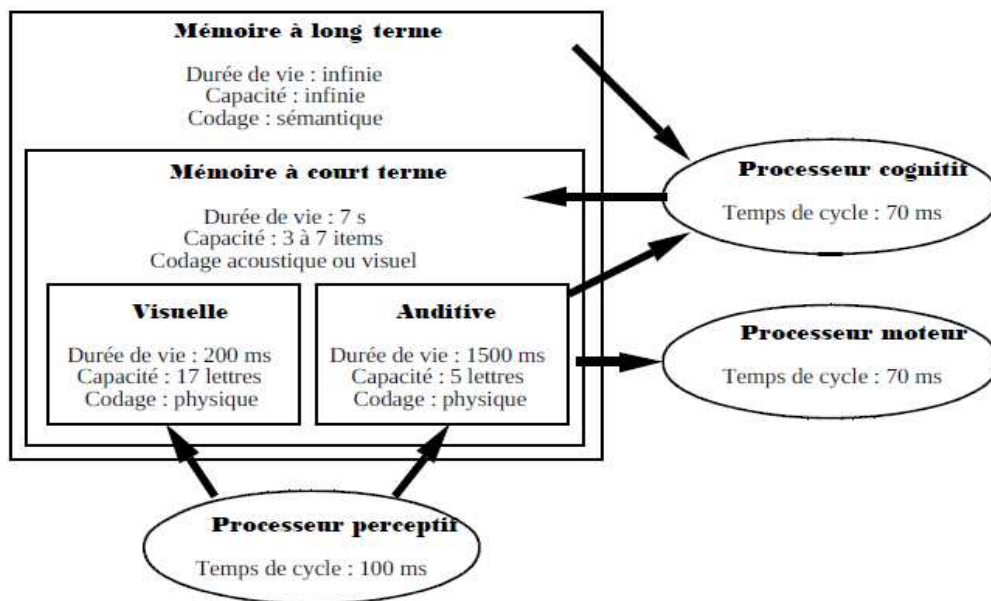 Mémoire à long terme
Durée de vie : infinie
Capacité : infinie
Codage : sémantique
Mémoire à court terme
Durée de vie : 7 s
Capacité : 3 à 7 items
Codage acoustique ou visuel
Visuelle
Durée de vie : 200 ms
Capacité : 17 lettres
Codage : physique
Auditive
Durée de vie : 1500 ms
Capacité : 5 lettres
Codage : physique
Processeur cognitif
Temps de cycle : 70 ms
Processeur moteur
Temps de cycle : 70 ms
Processeur perceptif
Temps de cycle : 100 ms